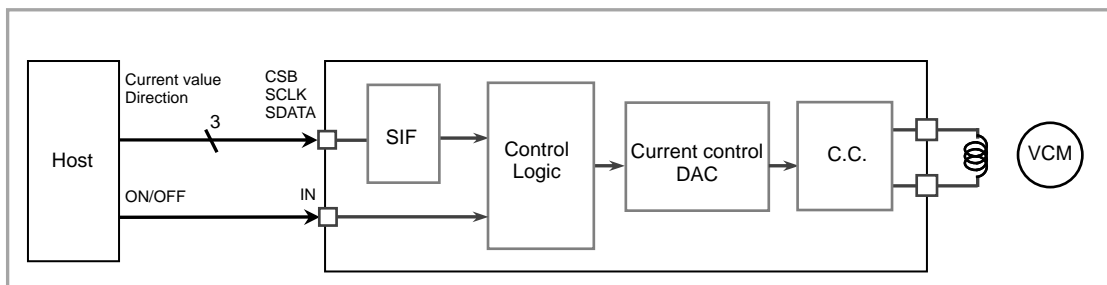 Current value
Direction
CSB
SCLK
SDATA
3
Host
SIF
Control
Logic
Current control
DAC
C.C.
VCM
ON/OFF
IN